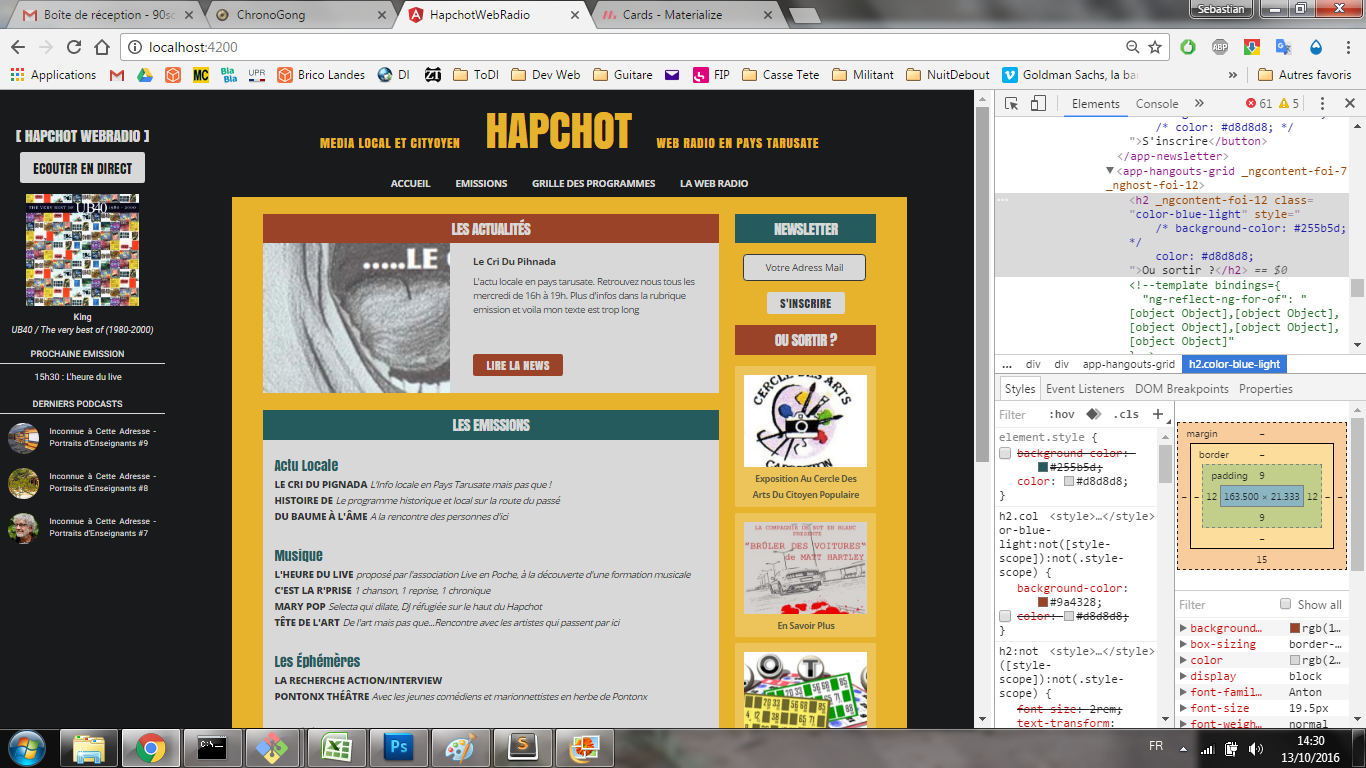 Boîte de réception - 90sc
ChronoGong
HapchotWebRadio
Cards - Materialize
Sebastian
localhost:4200
ABP
Applications
MC
Bla Bla
UPR
Brico Landes
DI
ToDI
Dev Web
Guitare
FIP
Casse Tete
Militant
NuitDebout
Goldman Sachs, la ba
»
Autres favoris
[ HAPCHOT WEBRADIO ]
ECOUTER EN DIRECT
THE VERY BEST OF UB40 1980 - 2000
King
UB40 / The very best of (1980-2000)
PROCHAINE EMISSION
15h30 : L'heure du live
DERNIERS PODCASTS
Inconnue à Cette Adresse -
Portraits d'Enseignants #9
Inconnue à Cette Adresse -
Portraits d'Enseignants #8
Inconnue à Cette Adresse -
Portraits d'Enseignants #7
MEDIA LOCAL ET CITYOYEN
HAPCHOT
WEB RADIO EN PAYS TARUSATE
ACCUEIL
EMISSIONS
GRILLE DES PROGRAMMES
LA WEB RADIO
LES ACTUALITÉS
.....LE
Le Cri Du Pihnada
L'actu locale en pays tarusate. Retrouvez nous tous les
mercredi de 16h à 19h. Plus d'infos dans la rubrique
emission et voila mon texte est trop long
LIRE LA NEWS
LES EMISSIONS
Actu Locale
LE CRI DU PIGNADA L'Info locale en Pays Tarusate mais pas que !
HISTOIRE DE Le programme historique et local sur la route du passé
DU BAUME À L'ÂME A la rencontre des personnes d'ici
Musique
L'HEURE DU LIVE proposé par l'association Live en Poche, à la découverte d'une formation musicale
C'EST LA R'PRISE 1 chanson, 1 reprise, 1 chronique
MARY POP Selecta qui dilate, DJ réfugiée sur le haut du Hapchot
TÊTE DE L'ART De l'art mais pas que...Rencontre avec les artistes qui passent par ici
Les Éphémères
LA RECHERCHE ACTION/INTERVIEW
PONTONX THÉÂTRE Avec les jeunes comédiens et marionnettistes en herbe de Pontonx
NEWSLETTER
Votre Adress Mail
S'INSCRIRE
OU SORTIR ?
CERCLE DES ARTS
EXPOSITION
Exposition Au Cercle Des
Arts Du Citoyen Populaire
LA COMPAGNIE UN NOT EN BLANC
PRESENTE
"BRÛLER DES VOITURES"
de MATT HARTLEY
En Savoir Plus
O T
Elements
Console
»
61
5
/* color: #d8d8d8; */
">S'inscrire</button>
</app-newsletter>
<app-hangouts-grid _ngcontent-foi-7
_nghost-foi-12>
<h2 _ngcontent-foi-12 class=
"color-blue-light" style="
/* background-color: #255b5d;
*/
color: #d8d8d8;
">Ou sortir ?</h2> == $0
<!--template bindings={
"ng-reflect-ng-for-of": "
[object Object],[object Object],
[object Object],[object Object],
[object Object]"
...
div
div
app-hangouts-grid
h2.color-blue-light
Styles
Event Listeners
DOM Breakpoints
Properties
Filter
:hov
.cls
+
element.style {
background-color:
#255b5d;
color: #d8d8d8;
}
h2.col <style>…</style>
or-blue-
light:not([style-
scope]):not(.style-
scope) {
background-color:
#9a4328;
color: #d8d8d8;
}
h2:not <style>…</style>
([style-
scope]):not(.style-
scope) {
font-size: 2rem;
text-transform:
margin
–
border
–
padding
9
– – 12 163.500 × 21.333 12 – –
9
–
15
Filter
Show all
background… rgb(1…
box-sizing border-…
color rgb(2…
display block
font-famil… Anton
font-size 19.5px
font-weigh… normal
C:\_
Ps
S
FR
14:30
13/10/2016